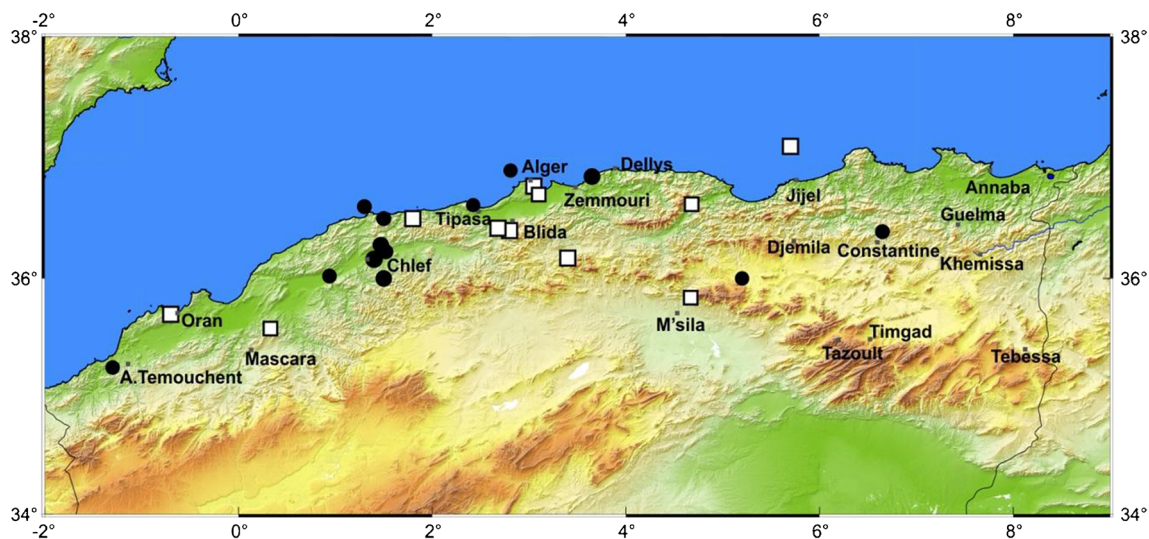 -2° 0° 2° 4° 6° 8°
38° 38°
Alger Dellys
Jijel Annaba
Zemmouri
Tipasa Guelma
Blida
Djemila Constantine
Khemissa
Chlef
36° 36°
Oran M'sila
Timgad
Mascara Tazoult Tebessa
A.Temouchent
34° 34°
-2° 0° 2° 4° 6° 8°